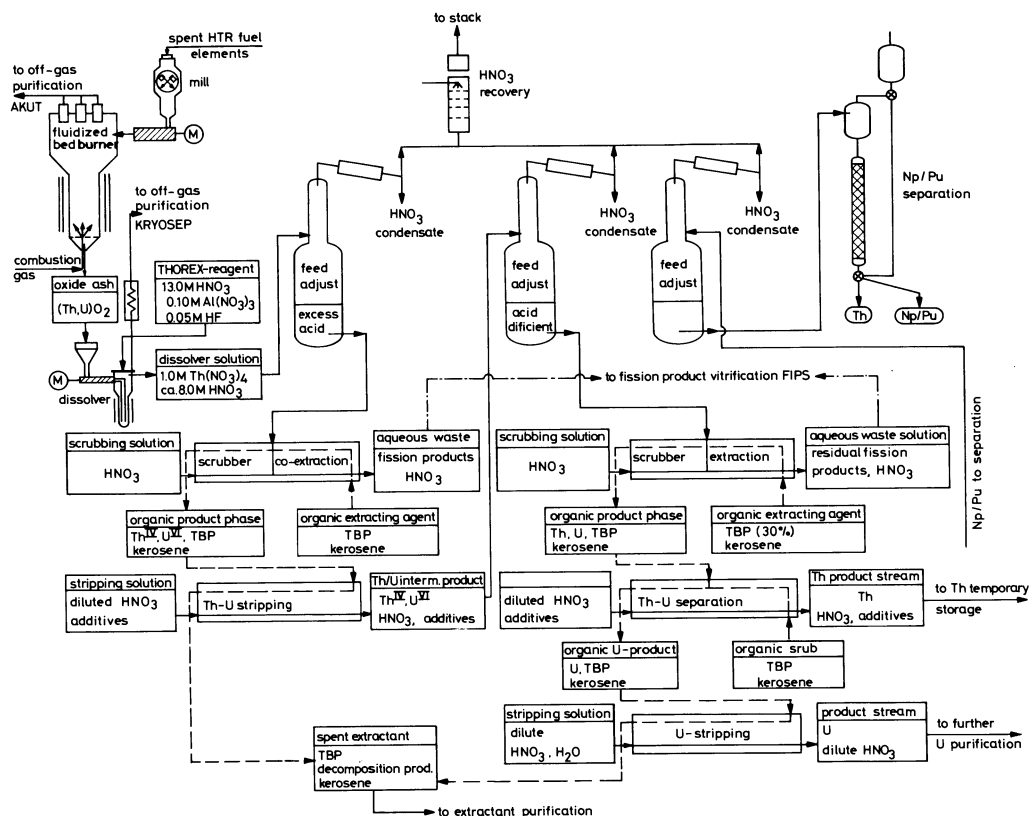 to stack
spent HTR fuel
elements
to off-gas
purification
AKUT
mill
HNO3
recovery
fluidized
bed burner
M
to off-gas
purification
KRYOSEP
Np/Pu
separation
HNO3
condensate
HNO3
condensate
HNO3
condensate
combustion
gas
oxide ash
(Th,U)O2
THOREX-reagent
13.0M HNO3
0.10M Al(NO3)3
0.05M HF
feed
adjust
excess
acid
feed
adjust
acid
dificient
feed
adjust
Th
Np/Pu
M
dissolver
dissolver solution
1.0M Th(NO3)4
ca.8.0M HNO3
to fission product vitrification FIPS
scrubbing solution
HNO3
scrubber
co-extraction
aqueous waste
fission products
HNO3
scrubbing solution
HNO3
scrubber
extraction
aqueous waste solution
residual fission
products, HNO3
Np/Pu to separation
organic product phase
Th^IV, U^VI, TBP
kerosene
organic extracting agent
TBP
kerosene
organic product phase
Th, U, TBP
kerosene
organic extracting agent
TBP (30%)
kerosene
stripping solution
diluted HNO3
additives
Th-U stripping
Th/U interm. product
Th^IV, U^VI
HNO3, additives
diluted HNO3
additives
Th-U separation
Th product stream
Th
HNO3, additives
to Th temporary
storage
organic U-product
U, TBP
kerosene
organic srub
TBP
kerosene
stripping solution
dilute
HNO3, H2O
U-stripping
product stream
U
dilute HNO3
to further
U purification
spent extractant
TBP
decomposition prod.
kerosene
to extractant purification